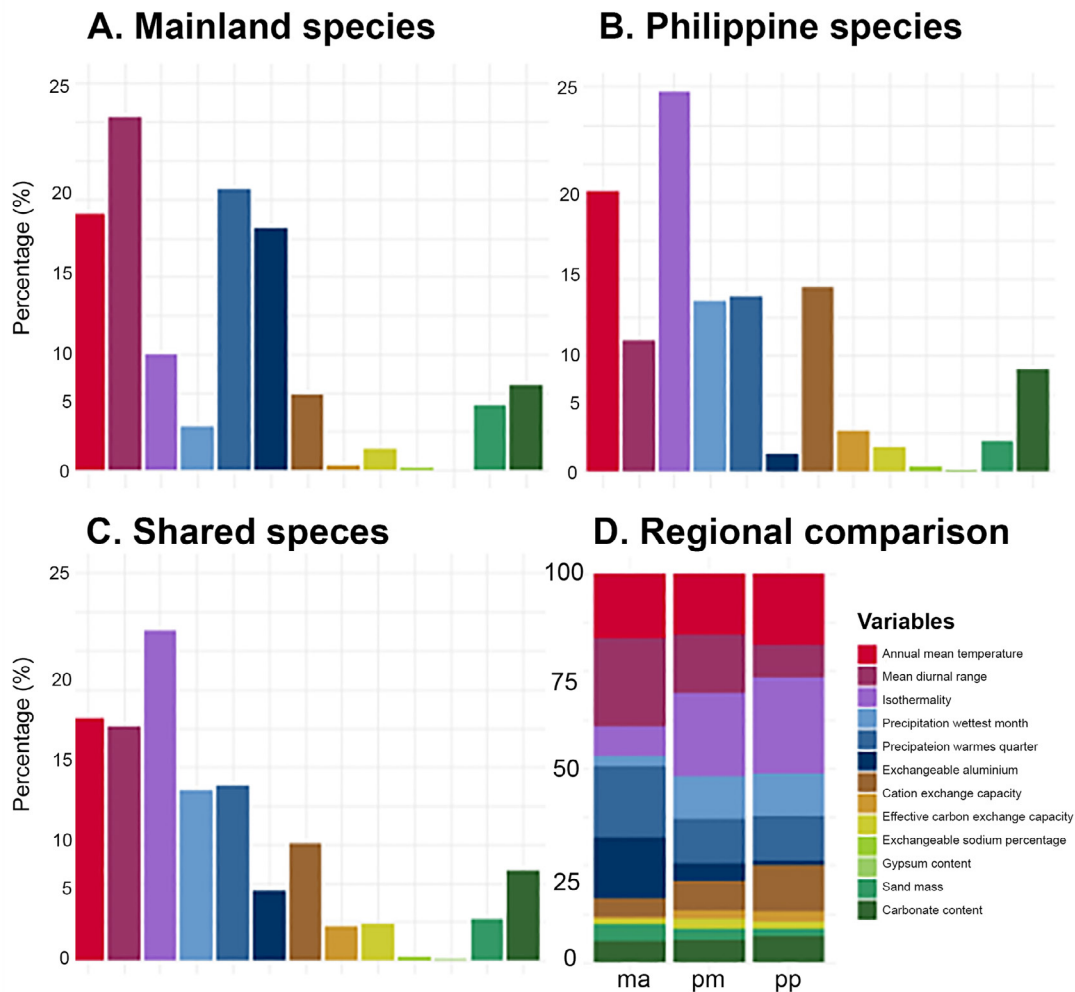 A. Mainland species
25
20
15
10
5
0
Percentage (%)
B. Philippine species
25
20
15
10
5
0
C. Shared speces
25
20
15
10
5
0
Percentage (%)
D. Regional comparison
100
75
50
25
0
ma pm pp
Variables
Annual mean temperature
Mean diurnal range
Isothermality
Precipitation wettest month
Precipateion warmes quarter
Exchangeable aluminium
Cation exchange capacity
Effective carbon exchange capacity
Exchangeable sodium percentage
Gypsum content
Sand mass
Carbonate content